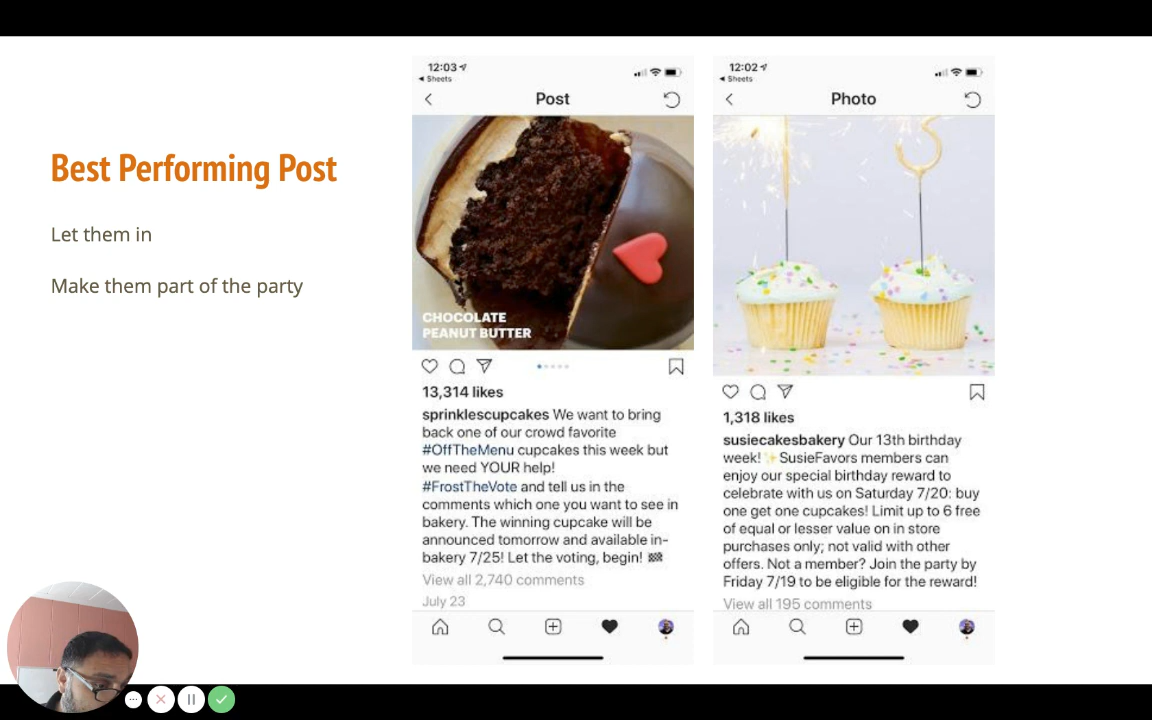 Best Performing Post
Let them in
Make them part of the party
12:03
Sheets
Post
CHOCOLATE
PEANUT BUTTER
13,314 likes
sprinklescupcakes We want to bring
back one of our crowd favorite
#OffTheMenu cupcakes this week but
we need YOUR help!
#FrostTheVote and tell us in the
comments which one you want to see in
bakery. The winning cupcake will be
announced tomorrow and available in-
bakery 7/25! Let the voting, begin! 🏁
View all 2,740 comments
July 23
12:02
Sheets
Photo
1,318 likes
susiecakesbakery Our 13th birthday
week! ✨SusieFavors members can
enjoy our special birthday reward to
celebrate with us on Saturday 7/20: buy
one get one cupcakes! Limit up to 6 free
of equal or lesser value on in store
purchases only; not valid with other
offers. Not a member? Join the party by
Friday 7/19 to be eligible for the reward!
View all 195 comments